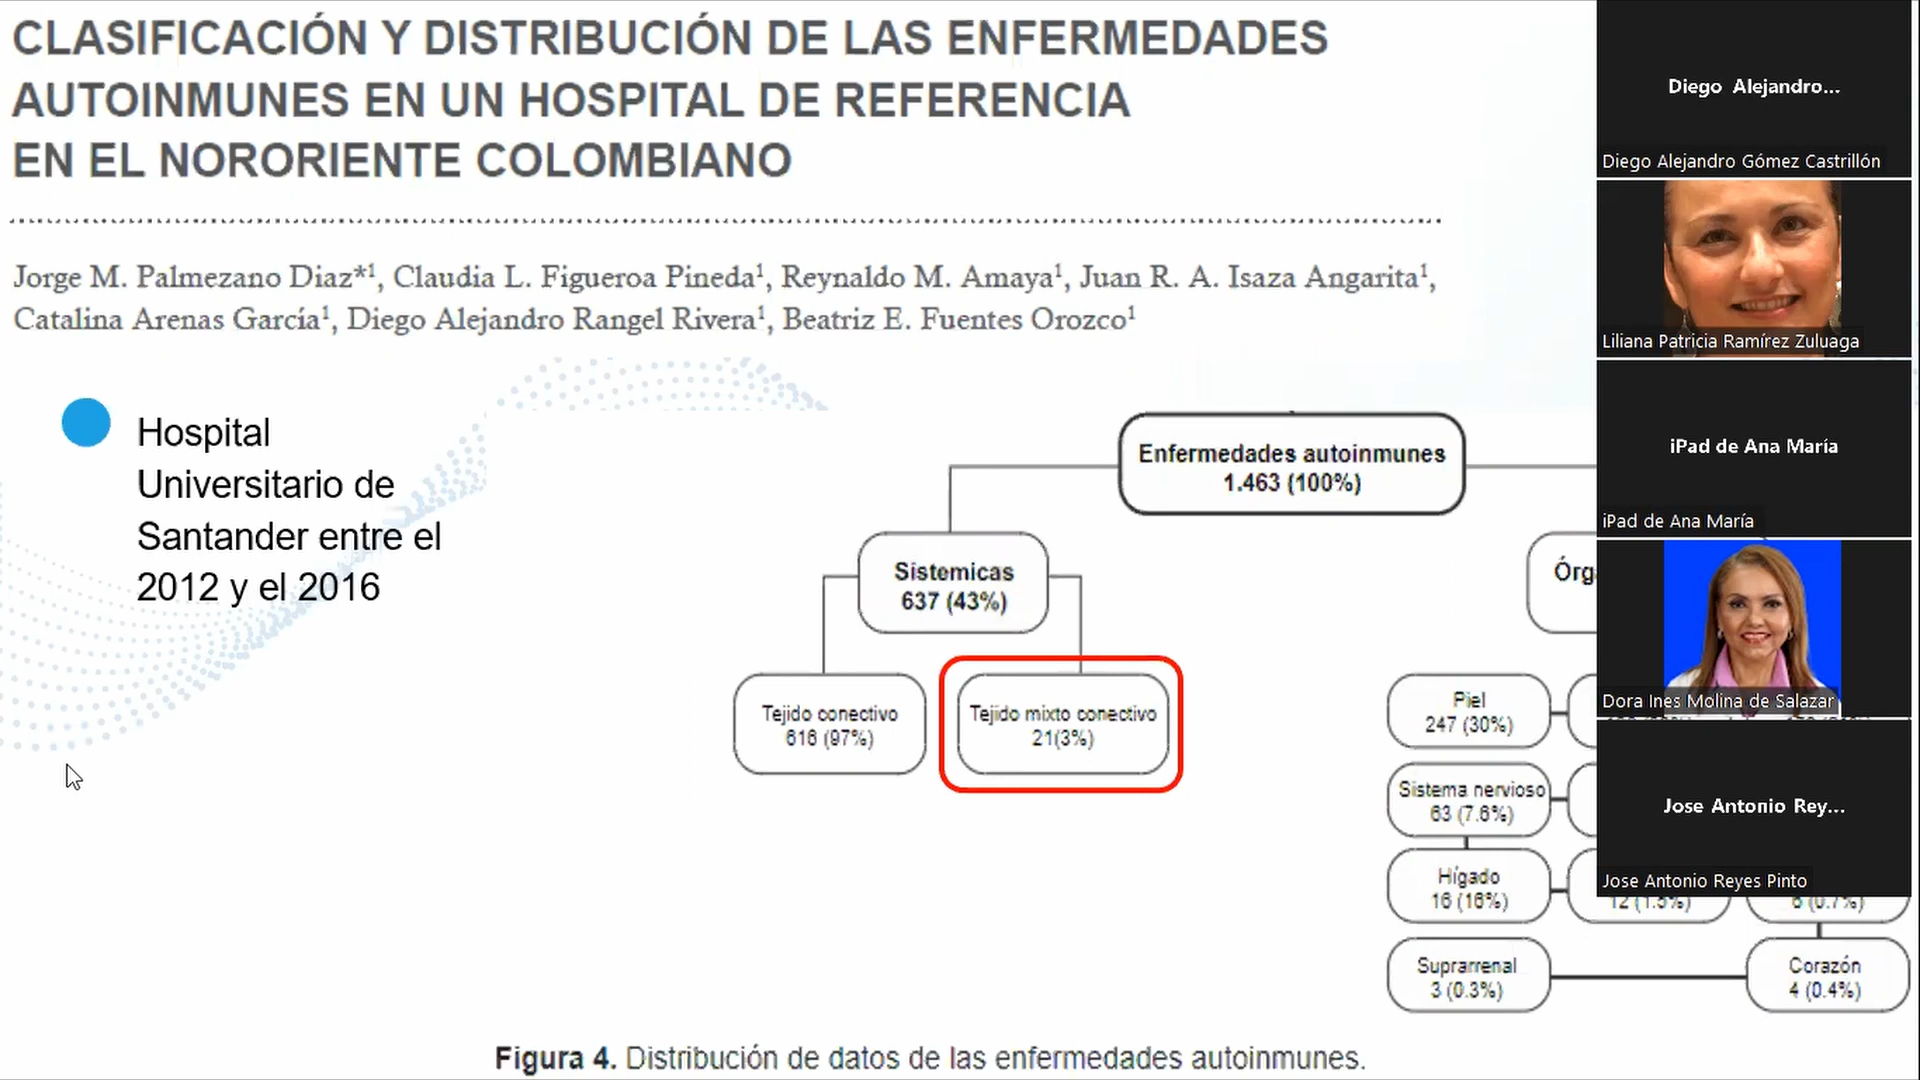 CLASIFICACIÓN Y DISTRIBUCIÓN DE LAS ENFERMEDADES
AUTOINMUNES EN UN HOSPITAL DE REFERENCIA
EN EL NORORIENTE COLOMBIANO
Jorge M. Palmezano Diaz*¹, Claudia L. Figueroa Pineda¹, Reynaldo M. Amaya¹, Juan R. A. Isaza Angarita¹,
Catalina Arenas García¹, Diego Alejandro Rangel Rivera¹, Beatriz E. Fuentes Orozco¹
Hospital
Universitario de
Santander entre el
2012 y el 2016
Enfermedades autoinmunes
1.463 (100%)
Sistemicas
637 (43%)
Órg
Tejido conectivo
616 (97%)
Tejido mixto conectivo
21(3%)
Piel
247 (30%)
Sistema nervioso
63 (7.6%)
Hígado
16 (16%)
12 (1.5%)
6 (0.7%)
Suprarrenal
3 (0.3%)
Corazón
4 (0.4%)
Figura 4. Distribución de datos de las enfermedades autoinmunes.
Diego Alejandro...
Diego Alejandro Gómez Castrillón
Liliana Patricia Ramírez Zuluaga
iPad de Ana María
iPad de Ana María
Dora Ines Molina de Salazar
Jose Antonio Rey...
Jose Antonio Reyes Pinto